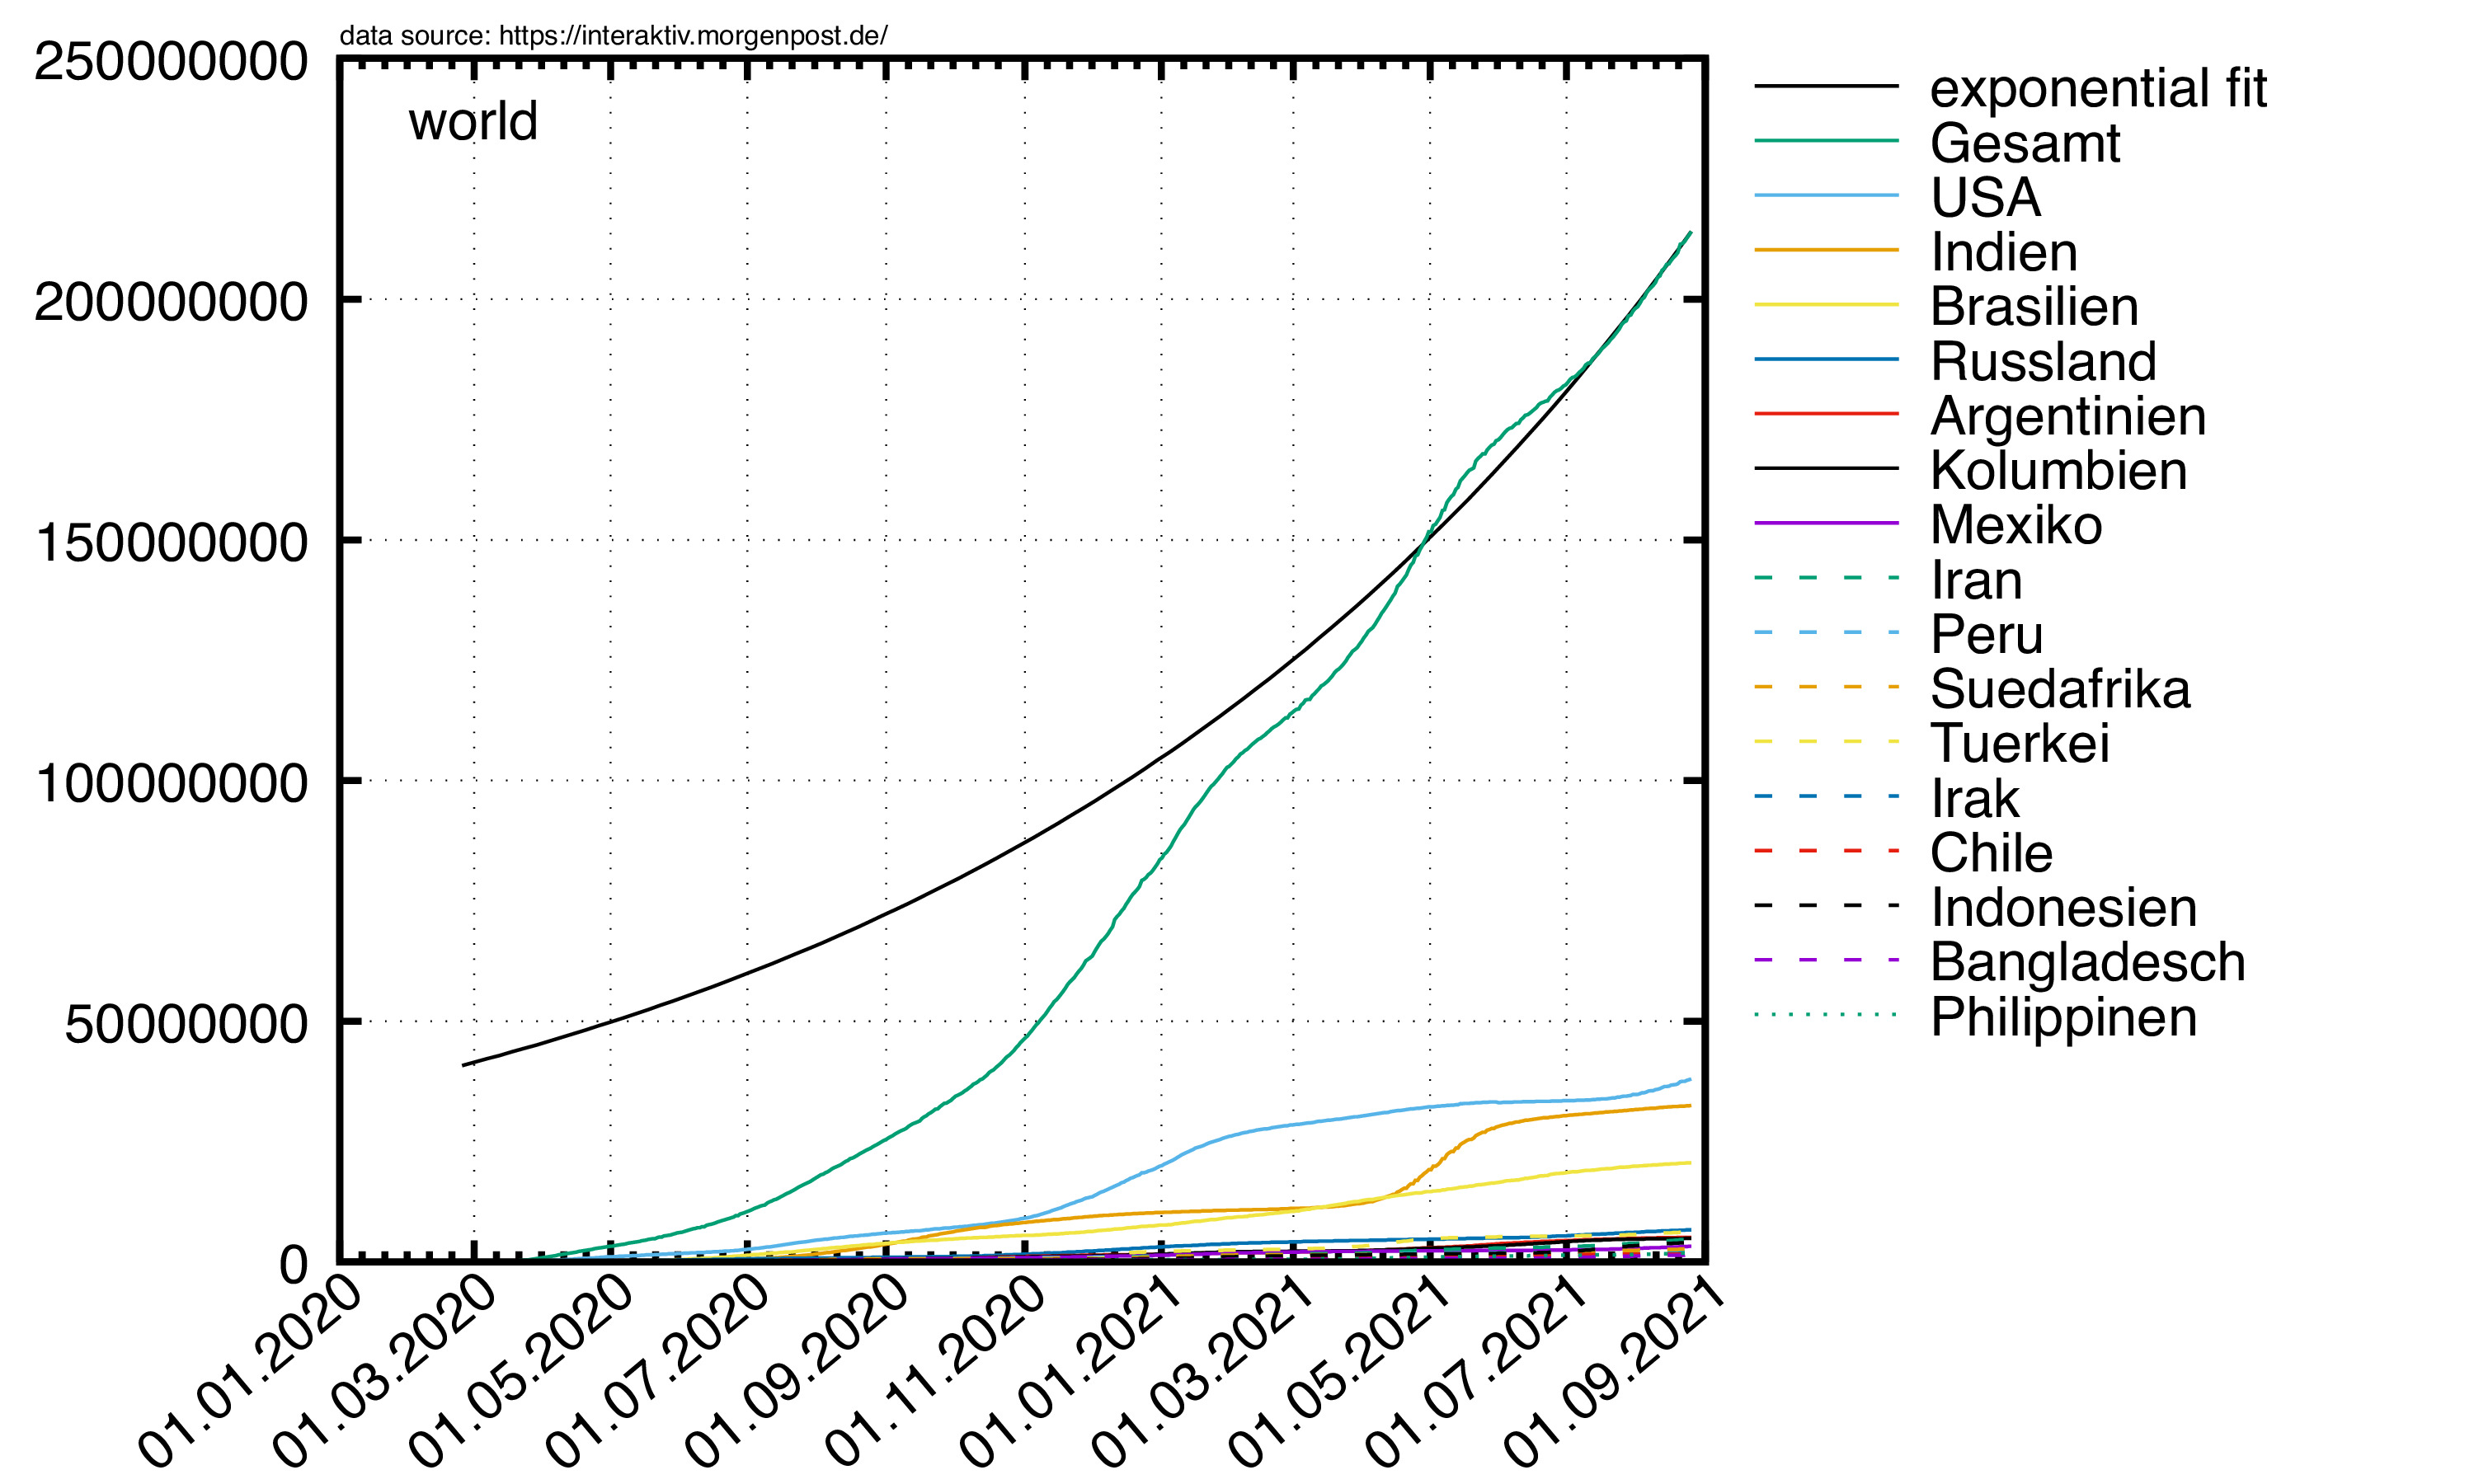 data source: https://interaktiv.morgenpost.de/
250000000
200000000
150000000
100000000
50000000
0
world
01.01.2020
01.03.2020
01.05.2020
01.07.2020
01.09.2020
01.11.2020
01.01.2021
01.03.2021
01.05.2021
01.07.2021
01.09.2021
exponential fit
Gesamt
USA
Indien
Brasilien
Russland
Argentinien
Kolumbien
Mexiko
Iran
Peru
Suedafrika
Tuerkei
Irak
Chile
Indonesien
Bangladesch
Philippinen